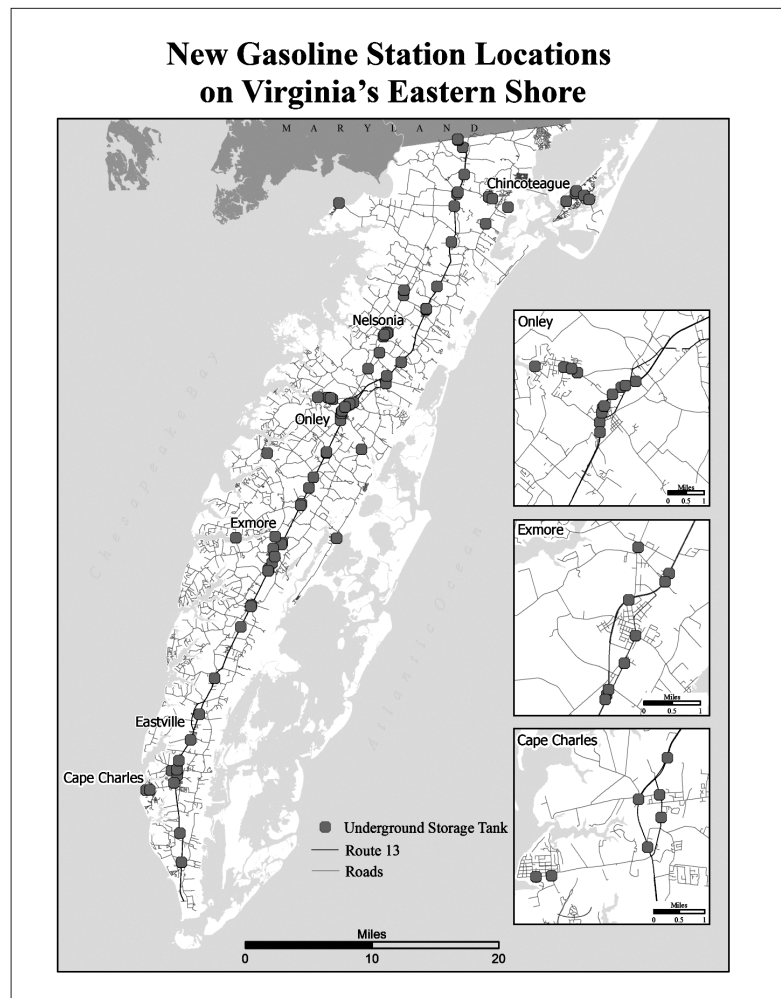 New Gasoline Station Locations
on Virginia's Eastern Shore
MARYLAND
Chincoteague
Nelsonia
Onley
Exmore
Eastville
Cape Charles
Chesapeake Bay
Atlantic Ocean
Underground Storage Tank
Route 13
Roads
Miles
0 10 20
Onley
Miles
0 0.5 1
Exmore
Miles
0 0.5 1
Cape Charles
Miles
0 0.5 1